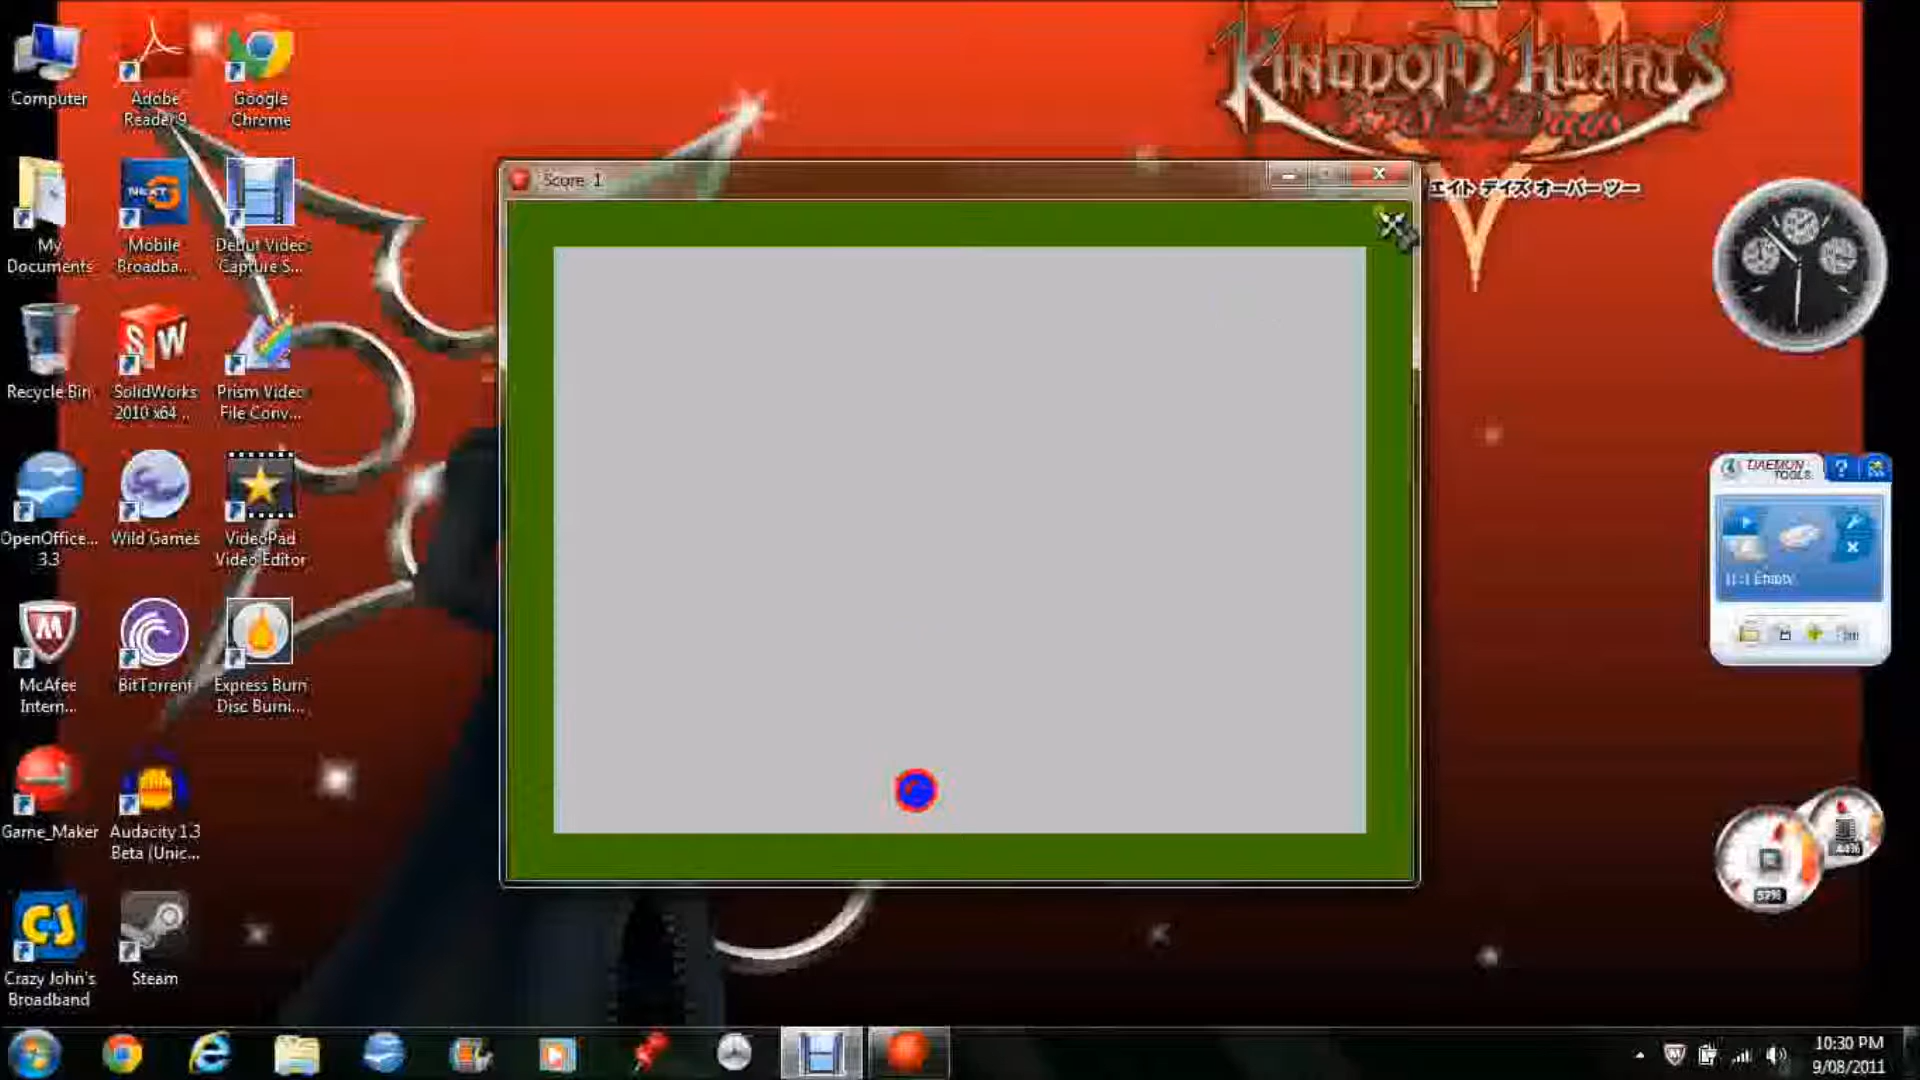 Computer
Adobe
Reader 9
Google
Chrome
KINGDOM HEARTS
エイト デイズ オーバー ツー
Score: 1
My
Documents
Mobile
Broadba...
Debut Video
Capture S...
Recycle Bin
SolidWorks
2010 x64 ...
Prism Video
File Conv...
OpenOffice...
3.3
Wild Games
VideoPad
Video Editor
DAEMON
TOOLS
[I:] Empty
McAfee
Intern...
BitTorrent
Express Burn
Disc Burni...
Game_Maker
Audacity 1.3
Beta (Unic...
44%
57%
Crazy John's
Broadband
Steam
10:30 PM
9/08/2011